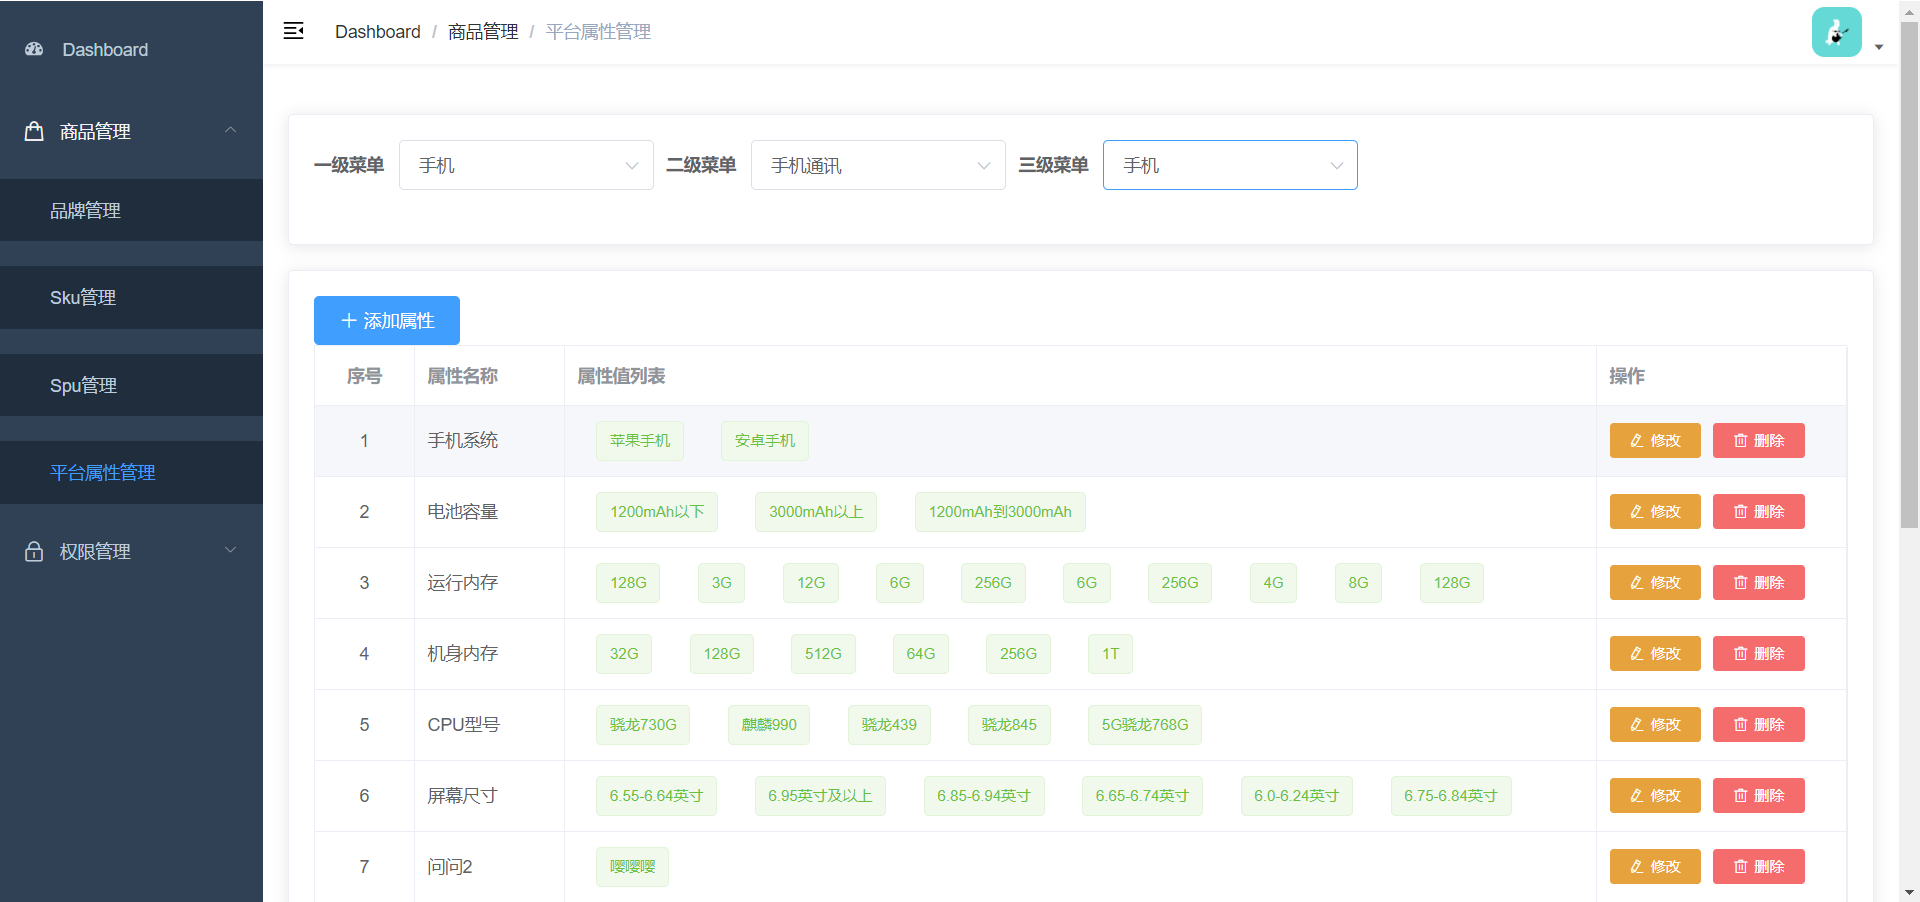 Dashboard
商品管理
品牌管理
Sku管理
Spu管理
平台属性管理
权限管理
Dashboard / 商品管理 / 平台属性管理
一级菜单 手机 二级菜单 手机通讯 三级菜单 手机
添加属性
序号 属性名称 属性值列表 操作
1 手机系统 苹果手机 安卓手机 修改 删除
2 电池容量 1200mAh以下 3000mAh以上 1200mAh到3000mAh 修改 删除
3 运行内存 128G 3G 12G 6G 256G 6G 256G 4G 8G 128G 修改 删除
4 机身内存 32G 128G 512G 64G 256G 1T 修改 删除
5 CPU型号 骁龙730G 麒麟990 骁龙439 骁龙845 5G骁龙768G 修改 删除
6 屏幕尺寸 6.55-6.64英寸 6.95英寸及以上 6.85-6.94英寸 6.65-6.74英寸 6.0-6.24英寸 6.75-6.84英寸 修改 删除
7 问问2 嘤嘤嘤 修改 删除